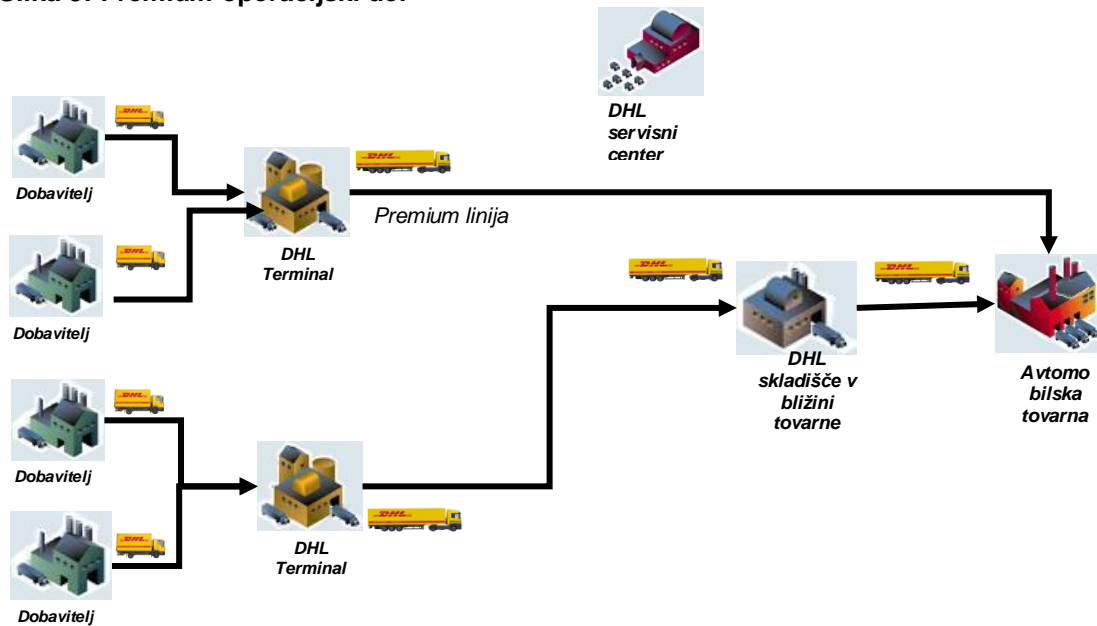 DHL
servisni
center
Dobavitelj
Premium linija
DHL
Terminal
Dobavitelj
DHL
skladišče v
bližini
tovarne
Avtomo
bilska
tovarna
Dobavitelj
DHL
Terminal
Dobavitelj